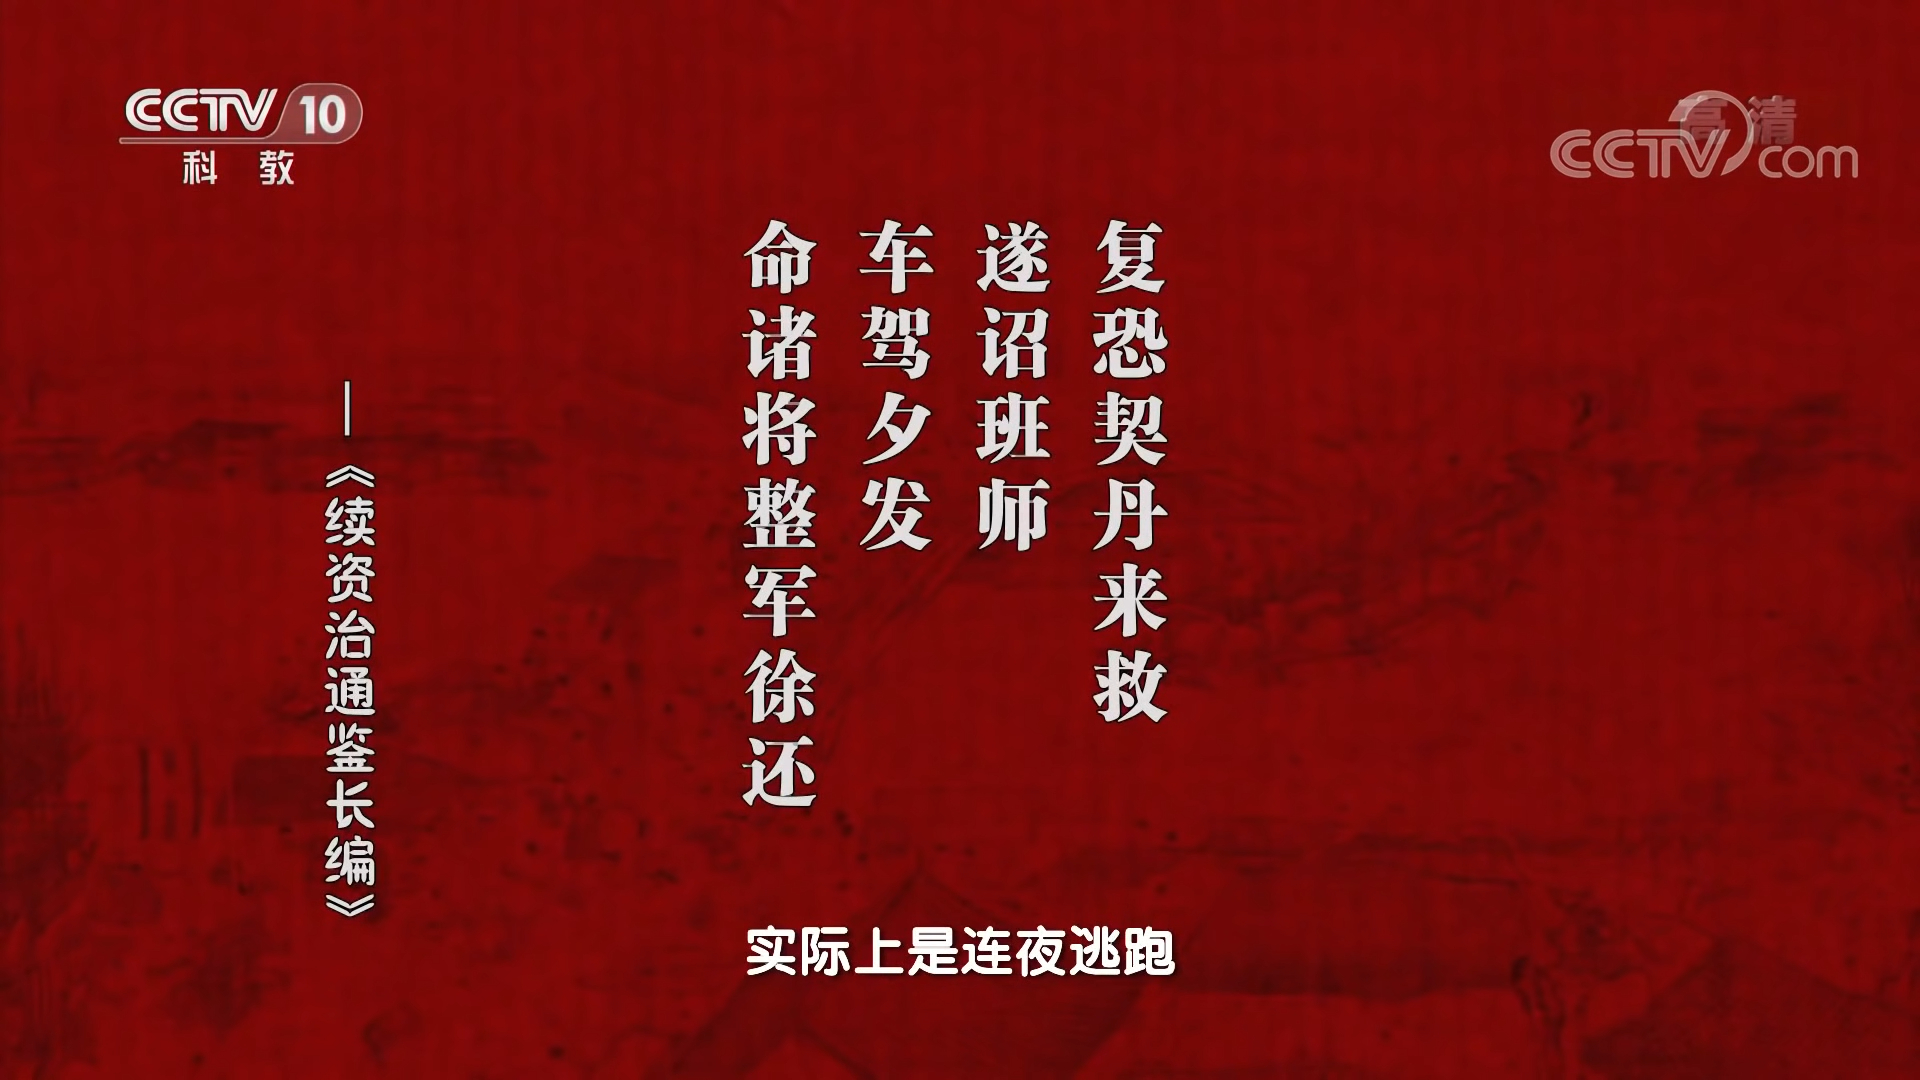 CCTV 10
科教
高清
CCTV com
复恐契丹来救
遂诏班师
车驾夕发
命诸将整军徐还
—《续资治通鉴长编》
实际上是连夜逃跑